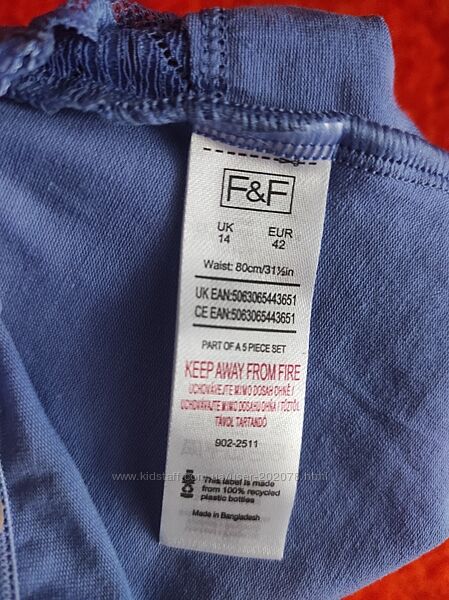 F&F
UK EUR
14 42
Waist: 80cm/31½in
UK EAN:5063065443651
CE EAN:5063065443651
PART OF A 5 PIECE SET
KEEP AWAY FROM FIRE
UCHOVÁVEJTE MIMO DOSAH OHNĚ /
UCHOVÁVAJTE MIMO DOSAHU OHŇA / TŰZTŐL
TÁVOL TARTANDÓ
902-2511
This label is made
from 100% recycled
plastic bottles
Made in Bangladesh